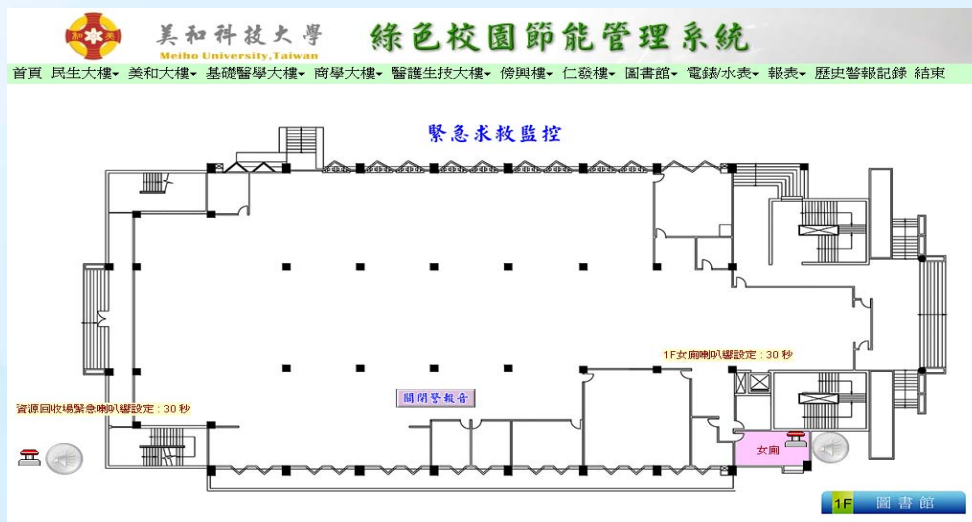 美和科技大學
Meiho University,Taiwan
綠色校園節能管理系統
首頁 民生大樓 美和大樓 基礎醫學大樓 商學大樓 醫護生技大樓 傍興樓 仁發樓 圖書館 電錶/水表 報表 歷史警報記錄 結束
緊急求救監控
1F女廁喇叭響設定 : 30 秒
關閉警報音
資源回收場緊急喇叭響設定 : 30 秒
女廁
1F 圖書館